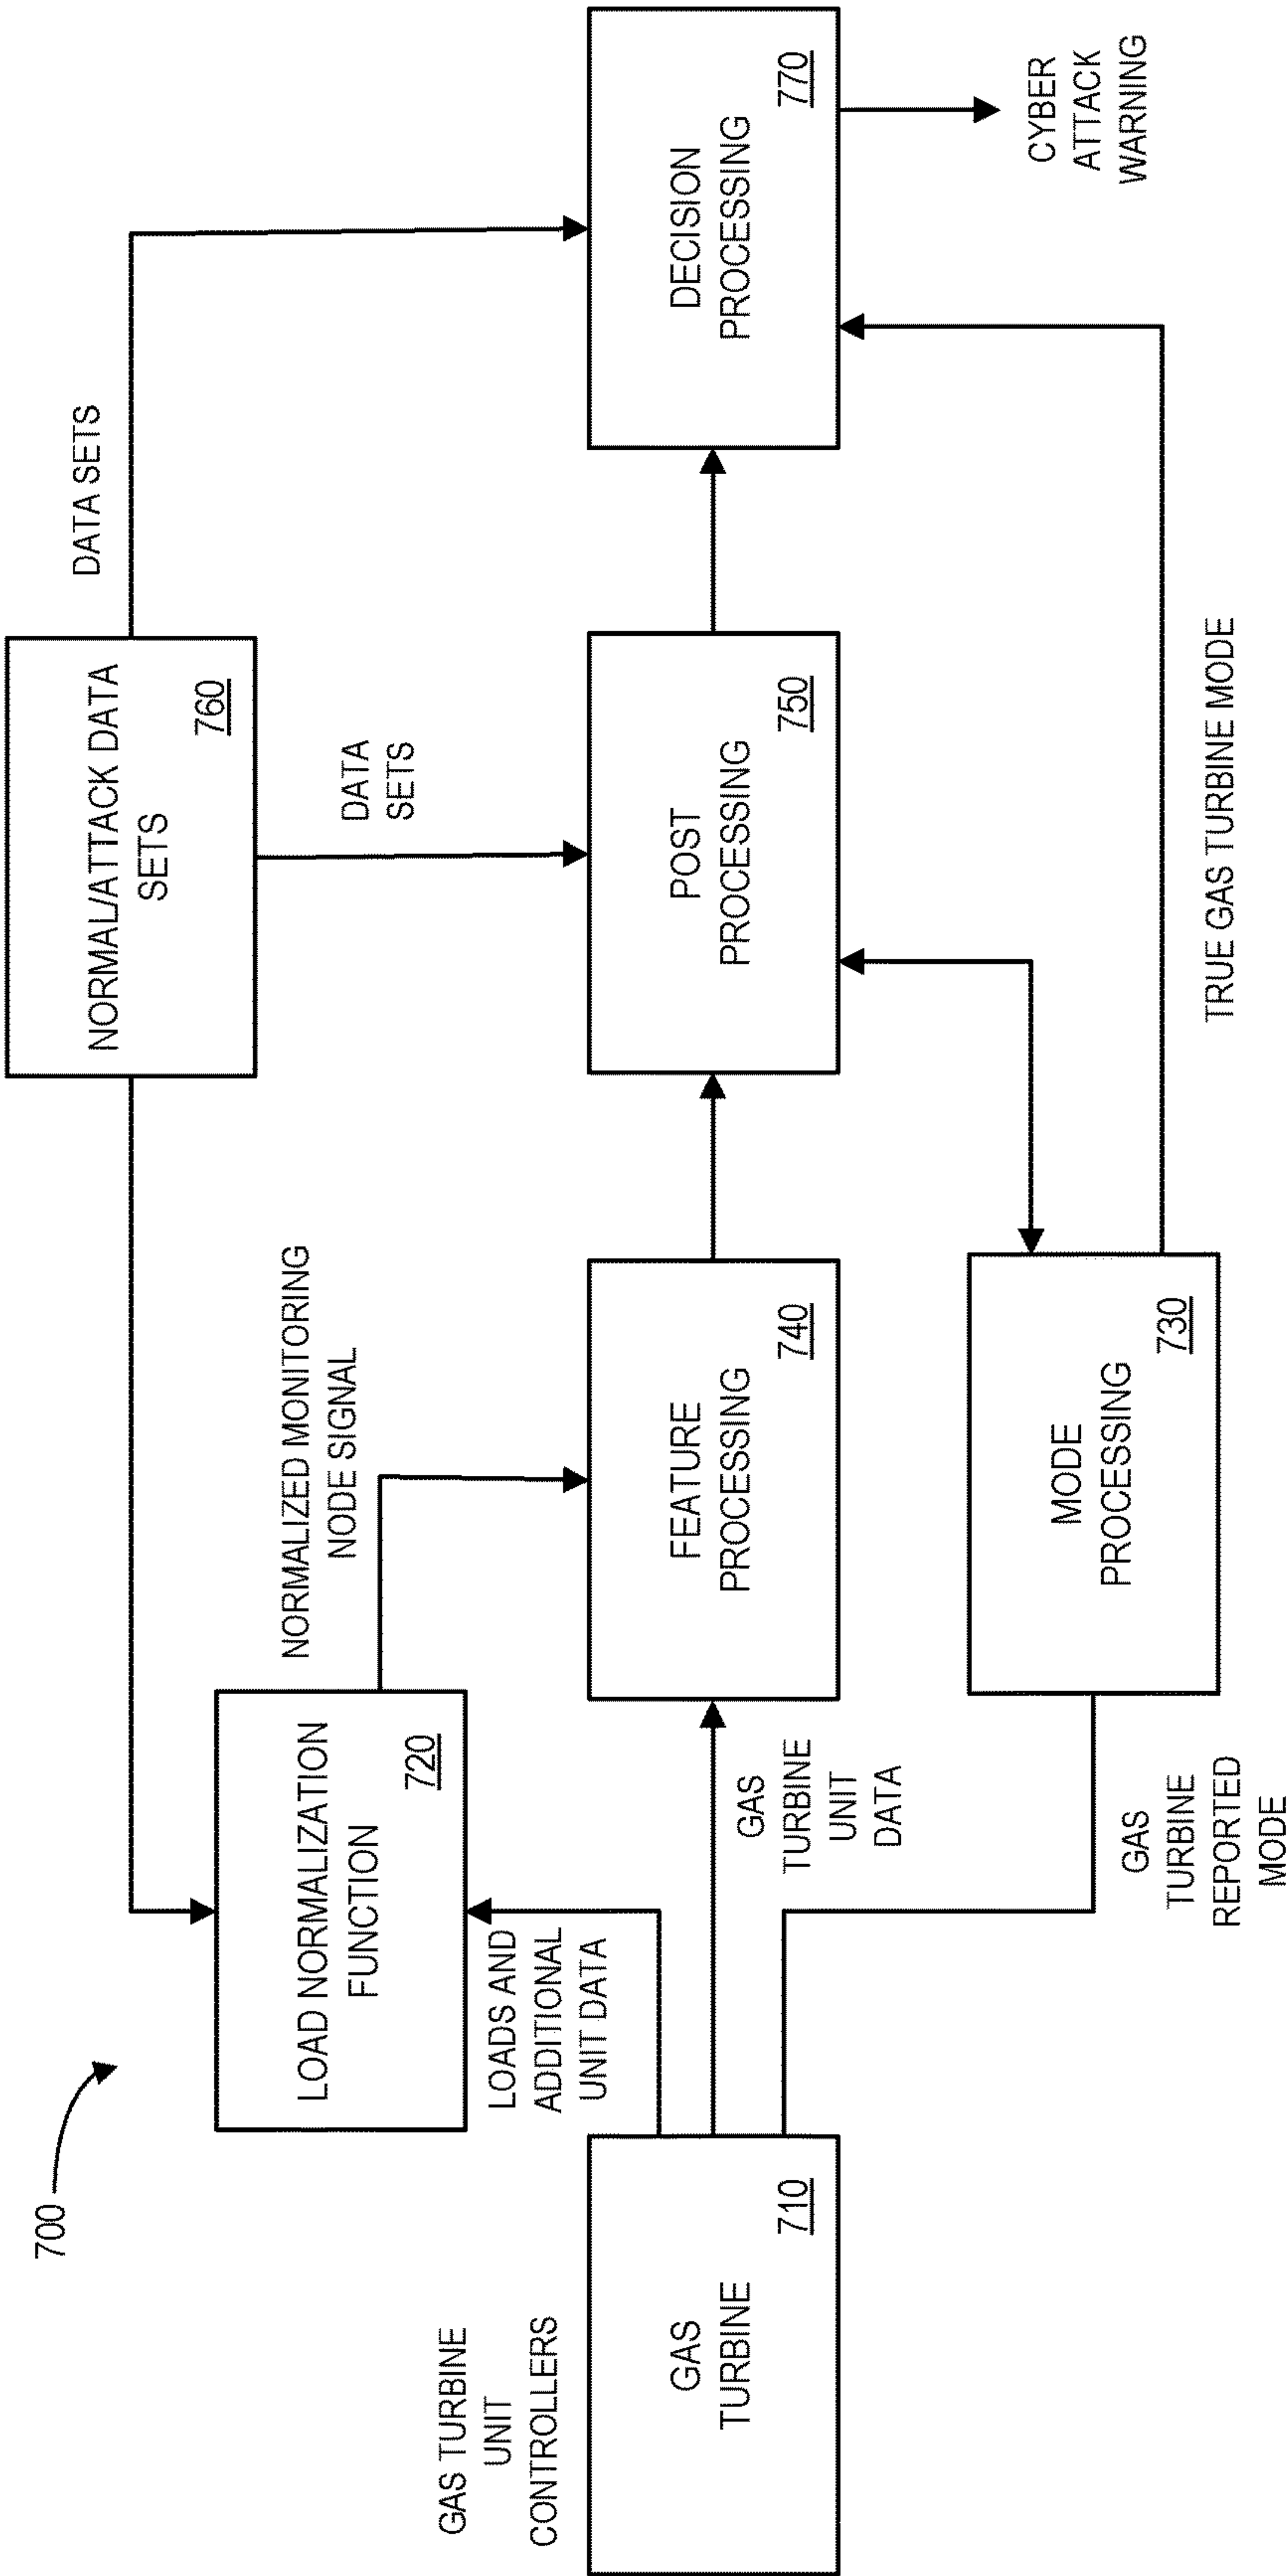 700
NORMAL/ATTACK DATA
SETS
760
DATA SETS
DATA
SETS
LOAD NORMALIZATION
FUNCTION
720
NORMALIZED MONITORING
NODE SIGNAL
LOADS AND
ADDITIONAL
UNIT DATA
GAS TURBINE
UNIT
CONTROLLERS
GAS
TURBINE
710
GAS
TURBINE
UNIT
DATA
FEATURE
PROCESSING
740
POST
PROCESSING
750
DECISION
PROCESSING
770
CYBER
ATTACK
WARNING
GAS
TURBINE
REPORTED
MODE
MODE
PROCESSING
730
TRUE GAS TURBINE MODE